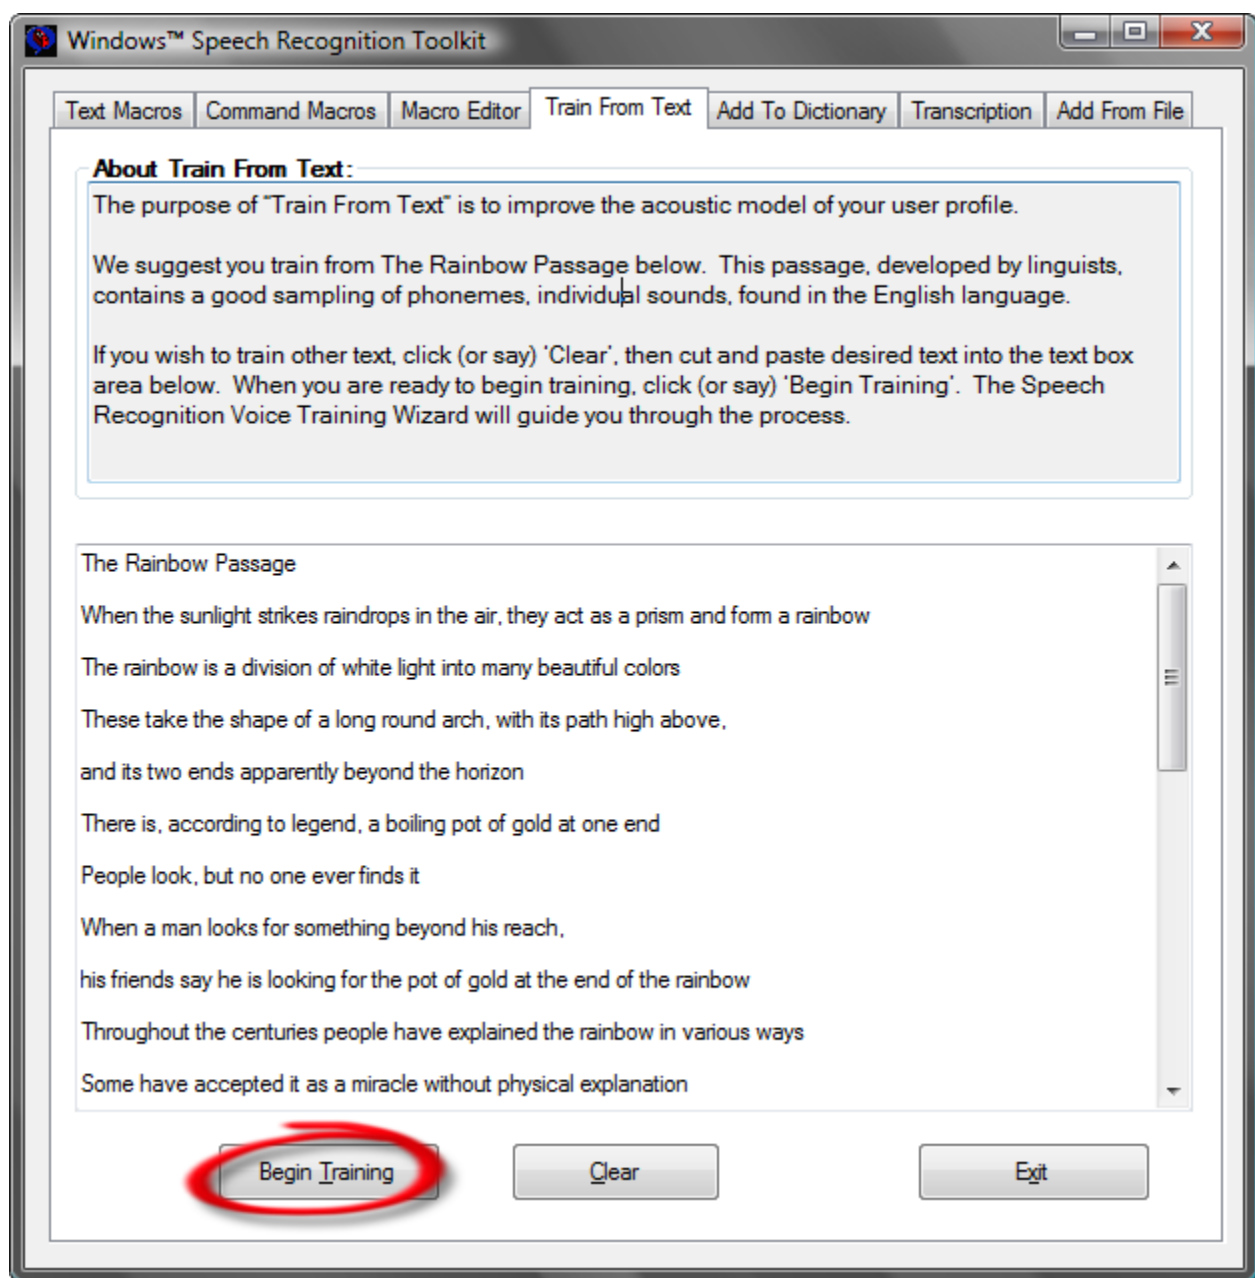 Windows™ Speech Recognition Toolkit
Text Macros Command Macros Macro Editor Train From Text Add To Dictionary Transcription Add From File
About Train From Text:
The purpose of "Train From Text" is to improve the acoustic model of your user profile.
We suggest you train from The Rainbow Passage below. This passage, developed by linguists,
contains a good sampling of phonemes, individual sounds, found in the English language.
If you wish to train other text, click (or say) 'Clear', then cut and paste desired text into the text box
area below. When you are ready to begin training, click (or say) 'Begin Training'. The Speech
Recognition Voice Training Wizard will guide you through the process.
The Rainbow Passage
When the sunlight strikes raindrops in the air, they act as a prism and form a rainbow
The rainbow is a division of white light into many beautiful colors
These take the shape of a long round arch, with its path high above,
and its two ends apparently beyond the horizon
There is, according to legend, a boiling pot of gold at one end
People look, but no one ever finds it
When a man looks for something beyond his reach,
his friends say he is looking for the pot of gold at the end of the rainbow
Throughout the centuries people have explained the rainbow in various ways
Some have accepted it as a miracle without physical explanation
Begin Training Clear Exit